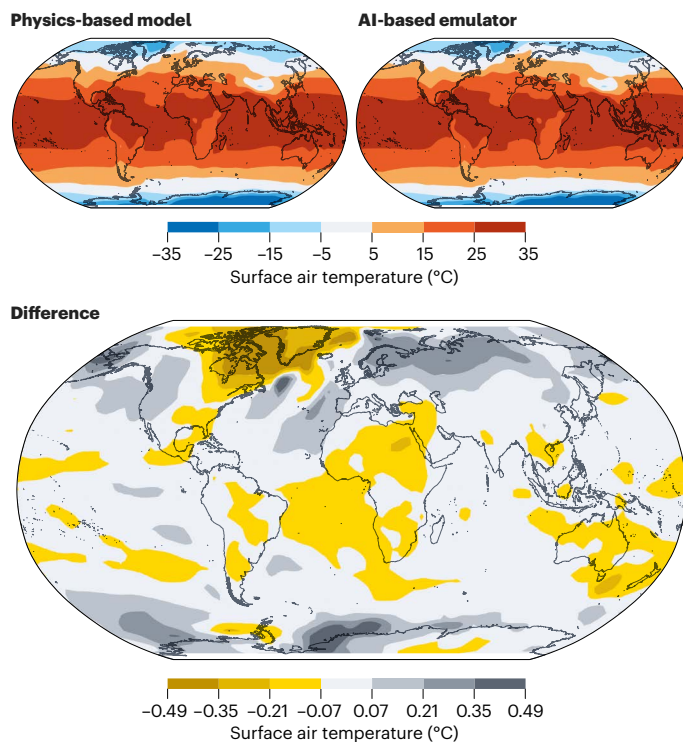 Physics-based model
AI-based emulator
–35 –25 –15 –5 5 15 25 35
Surface air temperature (°C)
Difference
–0.49 –0.35 –0.21 –0.07 0.07 0.21 0.35 0.49
Surface air temperature (°C)